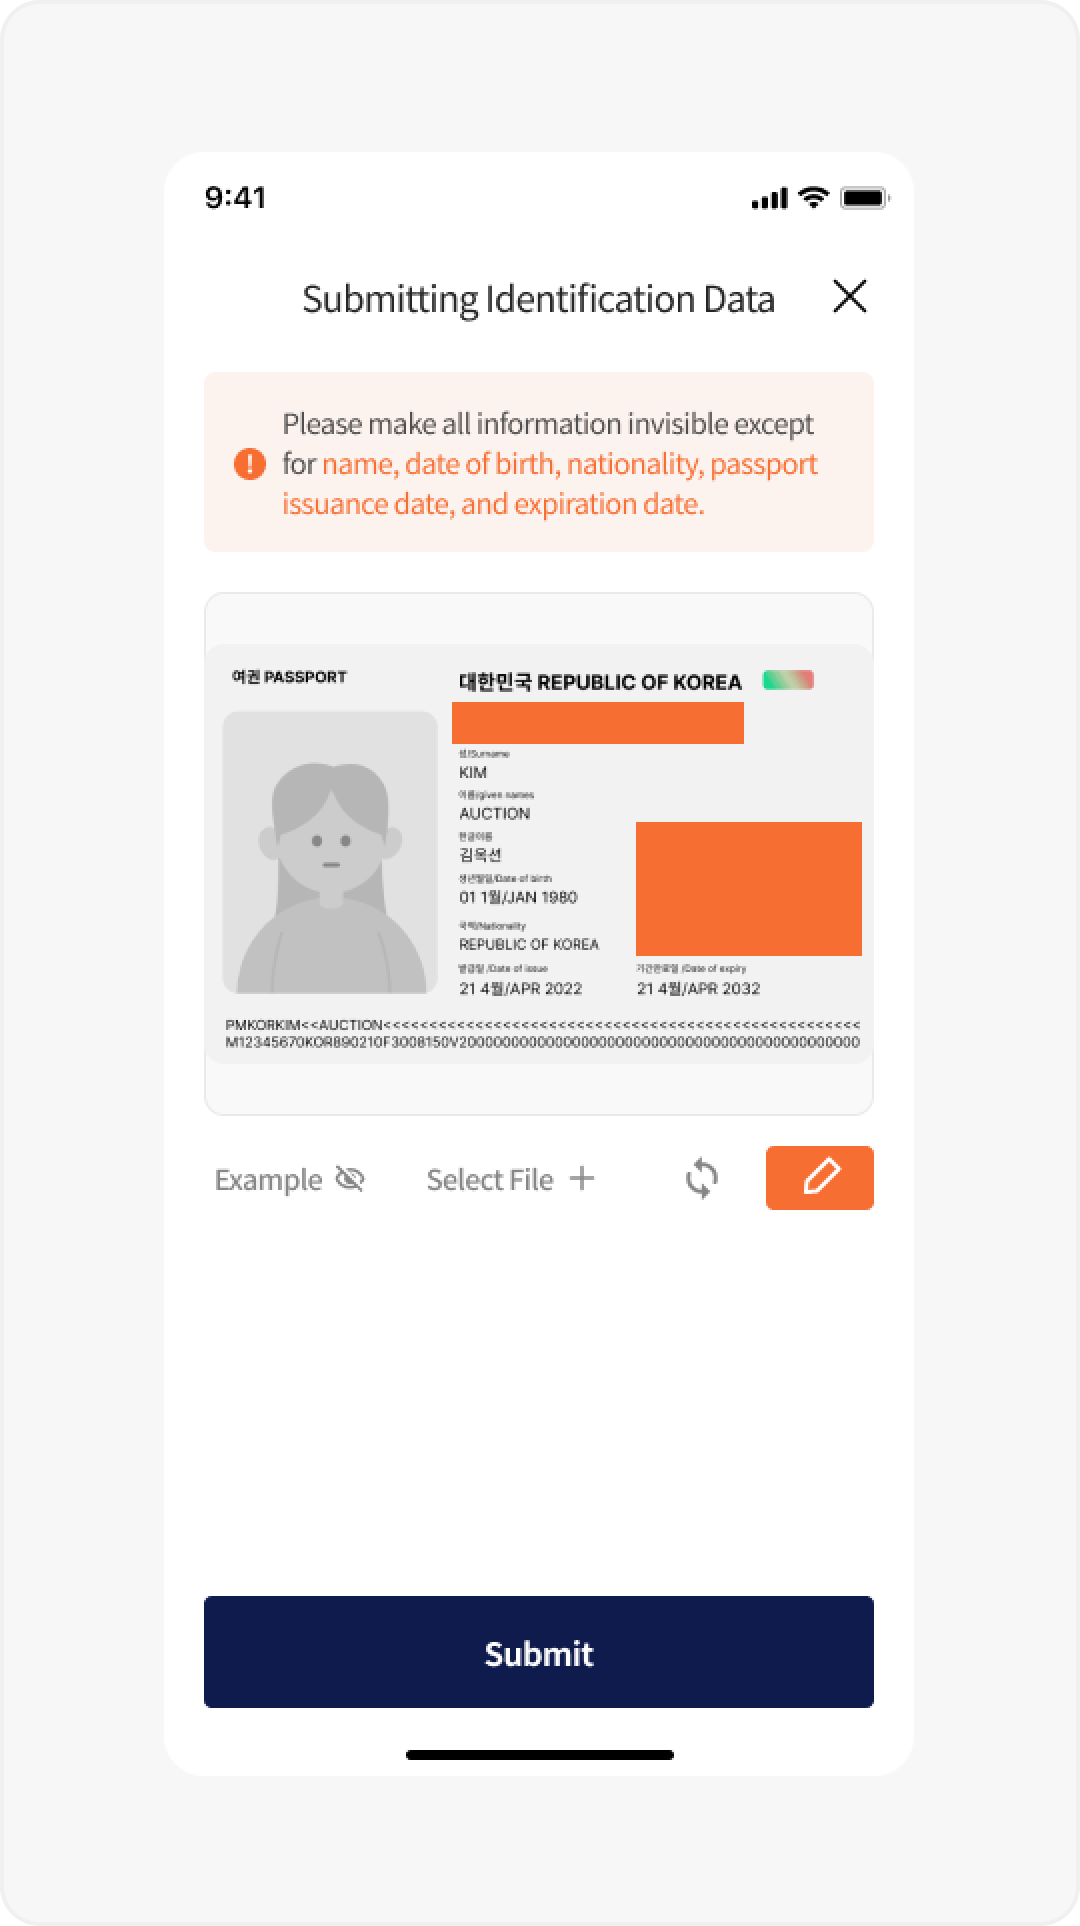 9:41
Submitting Identification Data
Please make all information invisible except
for name, date of birth, nationality, passport
issuance date, and expiration date.
여권 PASSPORT
대한민국 REPUBLIC OF KOREA
성/Surname
KIM
이름/given names
AUCTION
한글이름
김옥션
생년월일/Date of birth
01 1월/JAN 1980
국적/Nationality
REPUBLIC OF KOREA
발급일 /Date of issue
기간만료일 /Date of expiry
21 4월/APR 2022
21 4월/APR 2032
PMKORKIM<<AUCTION<<<<<<<<<<<<<<<<<<<<<<<<<<<<<<<<<<<<<<<<
M12345670KOR890210F3008150V20000000000000000000000000000000000000000000
Example
Select File
Submit